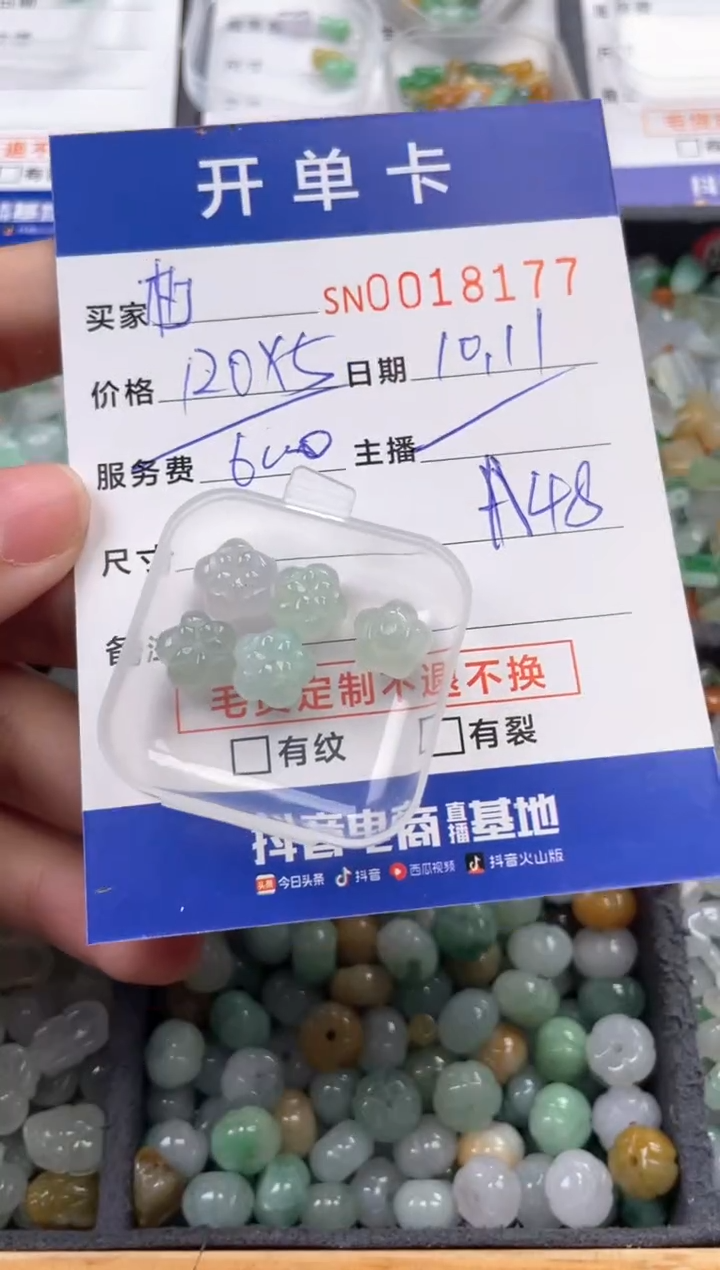 开单卡
买家
SN0018177
价格 120X5 日期 10.11
服务费 600 主播
A48
尺寸
备注
毛货定制不退不换
有纹 有裂
抖音电商直播基地
今日头条 抖音 西瓜视频 抖音火山版